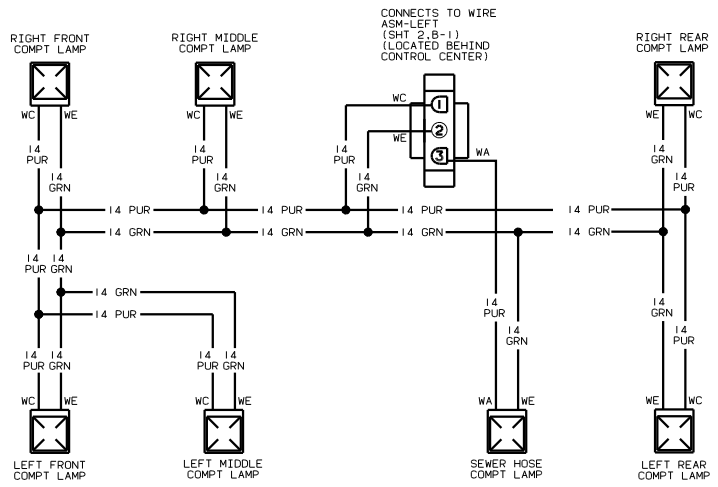 CONNECTS TO WIRE
ASM-LEFT
(SHT 2,B-1)
(LOCATED BEHIND
CONTROL CENTER)
RIGHT FRONT
COMPT LAMP
RIGHT MIDDLE
COMPT LAMP
RIGHT REAR
COMPT LAMP
WC WE
WC WE
WC
1
WE
2
3
WA
WE WC
14
PUR
14
GRN
14
PUR
14
GRN
14
PUR
14
GRN
14
GRN
14
PUR
14 PUR
14 PUR
14 PUR
14 PUR
14 GRN
14 GRN
14 GRN
14 GRN
14
PUR
14
GRN
14 GRN
14 PUR
14
PUR
14
GRN
14
GRN
14
PUR
14
PUR
14
GRN
14
PUR
14
GRN
WC WE
WC WE
WA WE
WE WC
LEFT FRONT
COMPT LAMP
LEFT MIDDLE
COMPT LAMP
SEWER HOSE
COMPT LAMP
LEFT REAR
COMPT LAMP